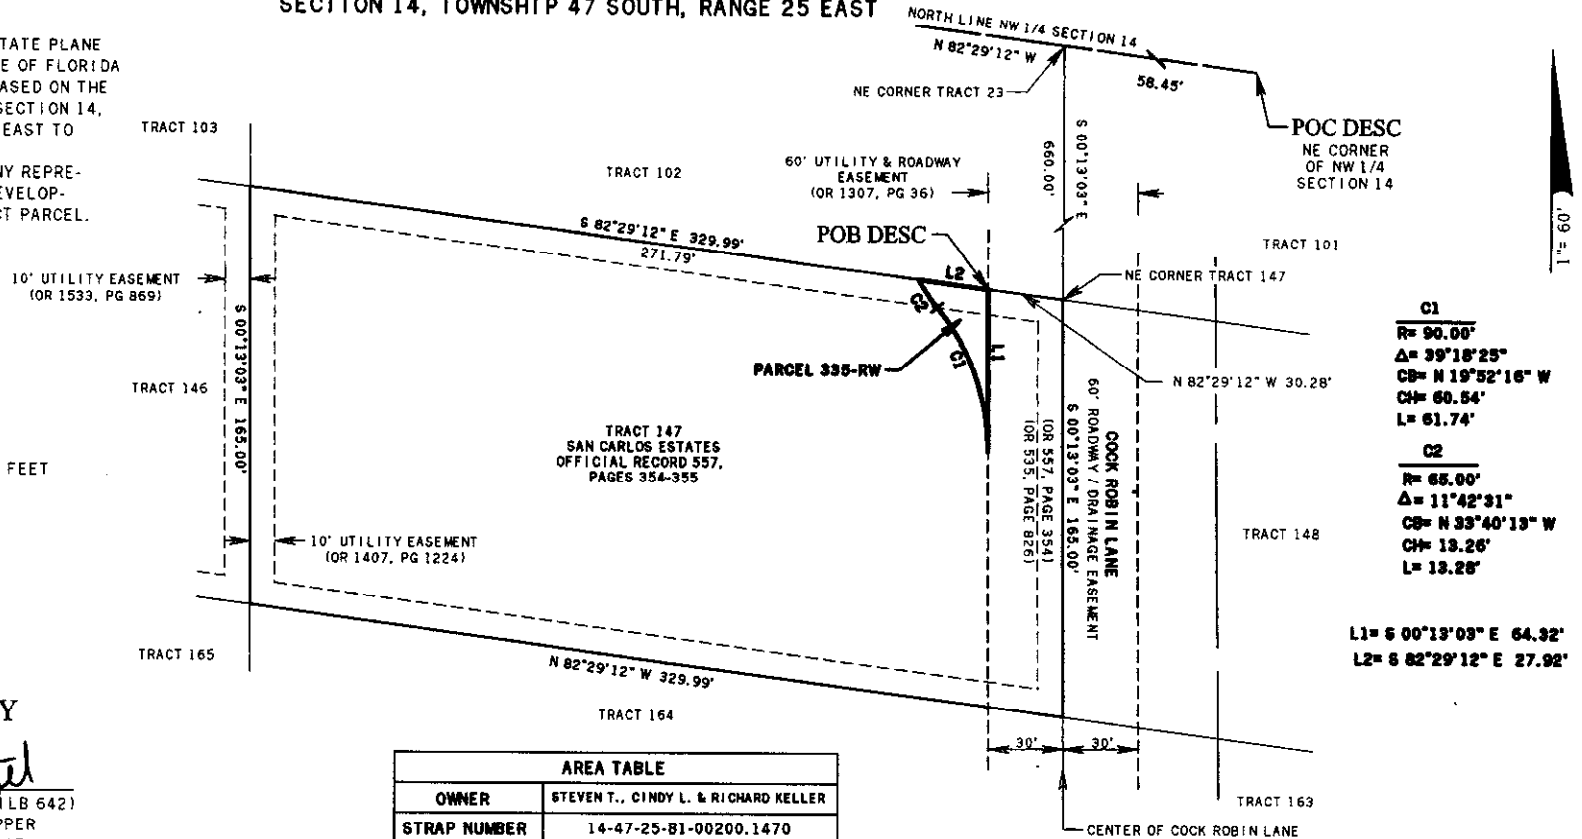 SECTION 14, TOWNSHIP 47 SOUTH, RANGE 25 EAST
TATE PLANE
E OF FLORIDA
ASED ON THE
SECTION 14,
EAST TO
NY REPRE-
EVELOP-
CT PARCEL.
NORTH LINE NW 1/4 SECTION 14
N 82°29'12" W
58.45'
NE CORNER TRACT 23
POC DESC
NE CORNER
OF NW 1/4
SECTION 14
1"= 60'
TRACT 103
TRACT 102
60' UTILITY & ROADWAY
EASEMENT
(OR 1307, PG 36)
S 00°13'03" E
660.00'
TRACT 101
S 82°29'12" E 329.99'
271.79'
POB DESC
L2
NE CORNER TRACT 147
10' UTILITY EASEMENT
(OR 1533, PG 869)
S 00°13'03" E 165.00'
C2
C1
L1
PARCEL 335-RW
N 82°29'12" W 30.28'
TRACT 146
TRACT 147
SAN CARLOS ESTATES
OFFICIAL RECORD 557,
PAGES 354-355
COCK ROBIN LANE
60' ROADWAY / DRAINAGE EASEMENT
S 00°13'03" E 165.00'
(OR 557, PAGE 354)
(OR 535, PAGE 826)
C1
R= 90.00'
Δ= 39°18'25"
CB= N 19°52'16" W
CH= 60.54'
L= 61.74'
C2
R= 65.00'
Δ= 11°42'31"
CB= N 33°40'13" W
CH= 13.26'
L= 13.28'
L1= S 00°13'03" E 64.32'
L2= S 82°29'12" E 27.92'
FEET
10' UTILITY EASEMENT
(OR 1407, PG 1224)
TRACT 148
TRACT 165
N 82°29'12" W 329.99'
TRACT 164
30'
30'
TRACT 163
CENTER OF COCK ROBIN LANE
Y
(LB 642)
PPER
AREA TABLE
OWNER STEVEN T., CINDY L. & RICHARD KELLER
STRAP NUMBER 14-47-25-B1-00200.1470